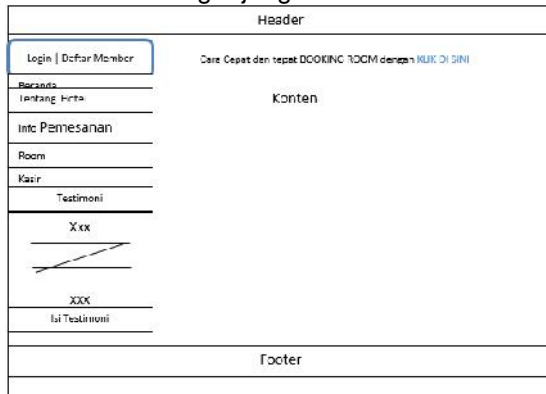 Header
Login | Daftar Member
Cara Cepat dan tepat BOOKING ROOM dengan KLIK DI SINI
Beranda
Tentang Hotel
Konten
Info Pemesanan
Room
Kasir
Testimoni
Xxx
XXX
Isi Testimoni
Footer